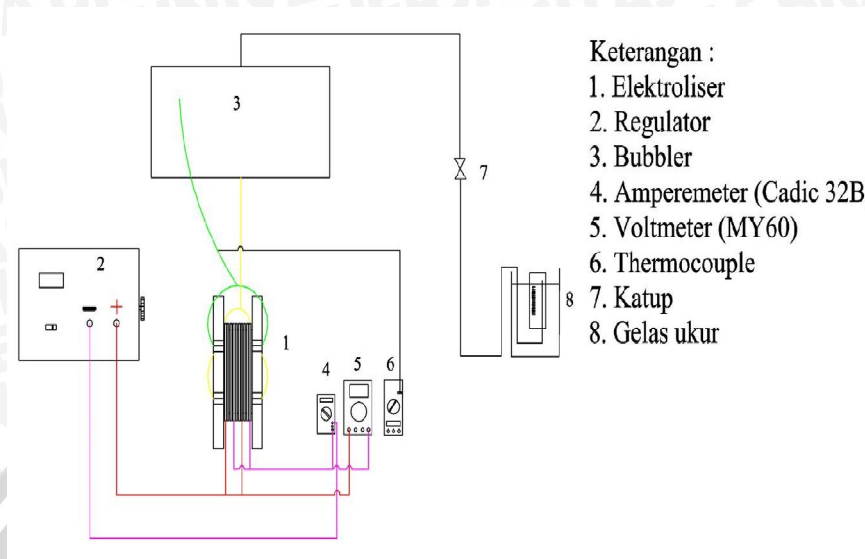 Keterangan :
1. Elektroliser
2. Regulator
3. Bubbler
4. Amperemeter (Cadic 32B
5. Voltmeter (MY60)
6. Thermocouple
7. Katup
8. Gelas ukur
3
7
2
+
1
4
5
6
8